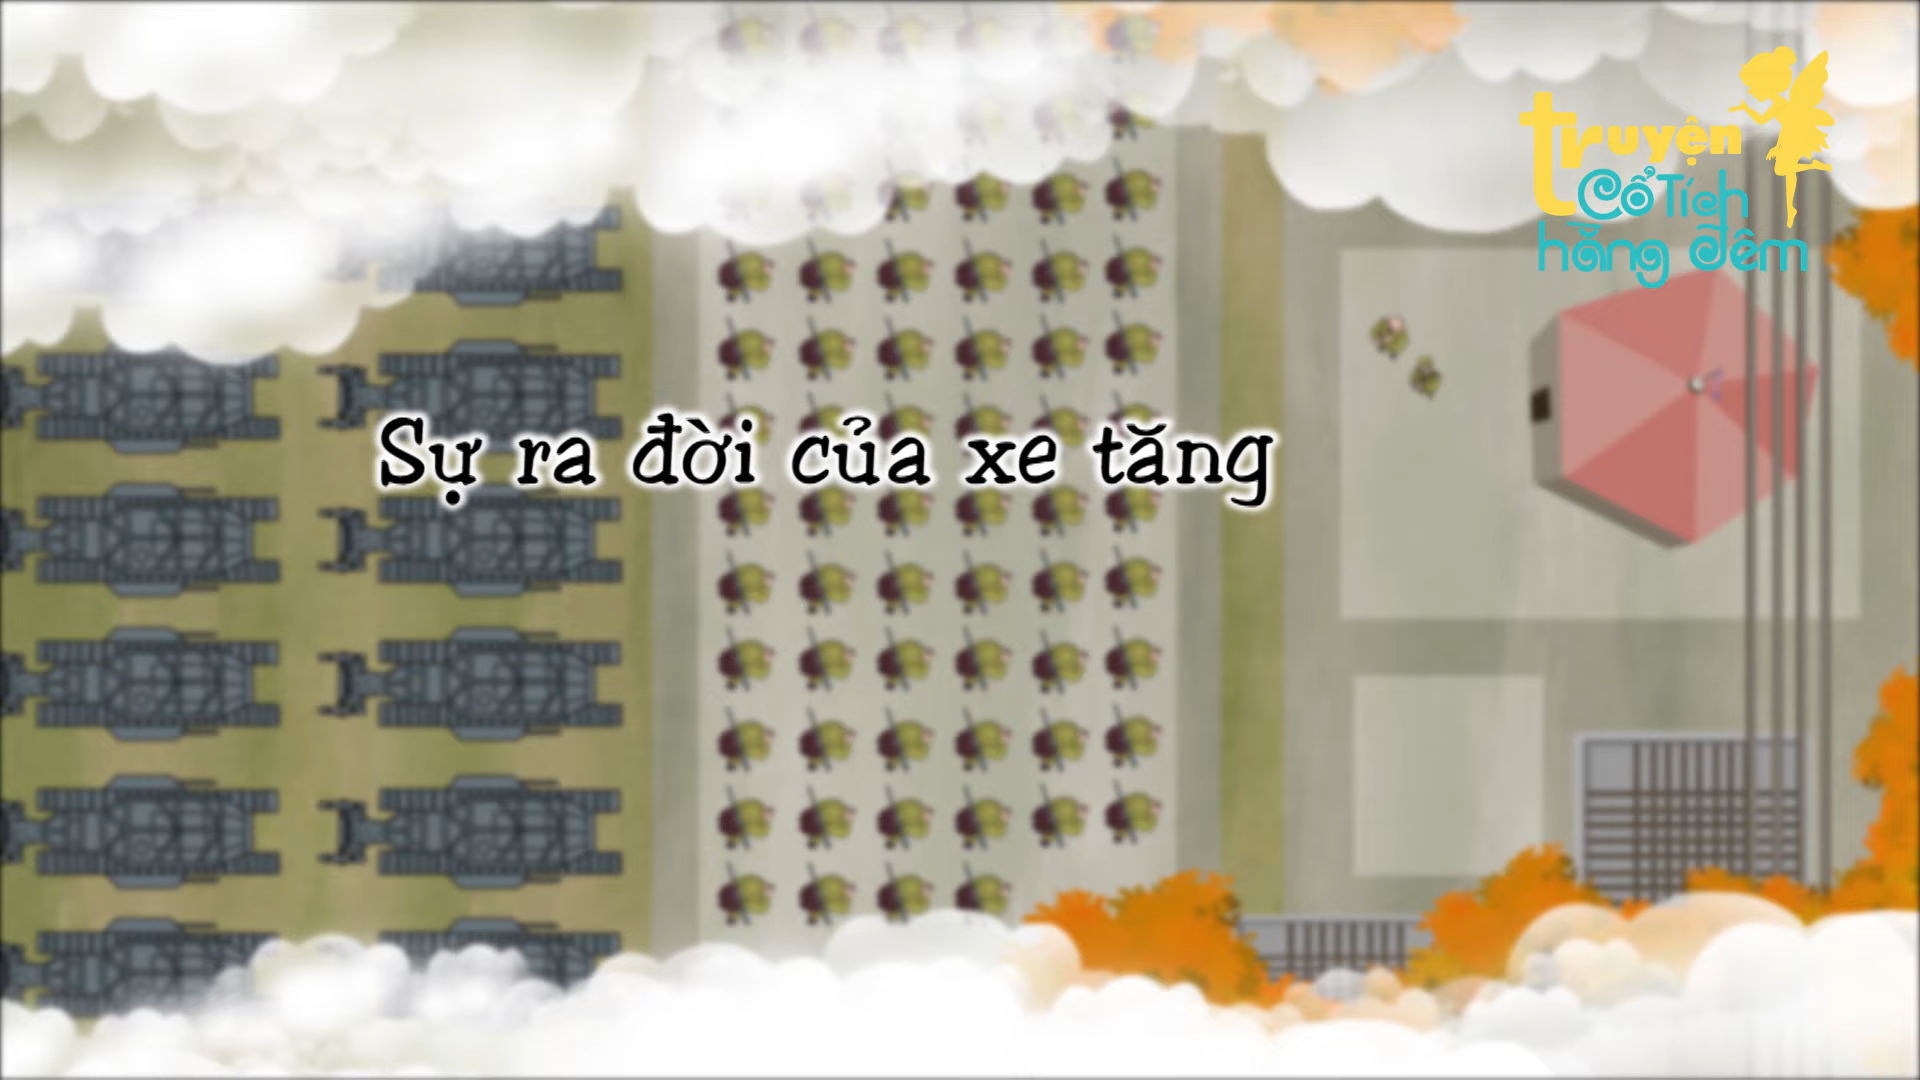 truyện
Cổ Tích
hằng đêm
Sự ra đời của xe tăng